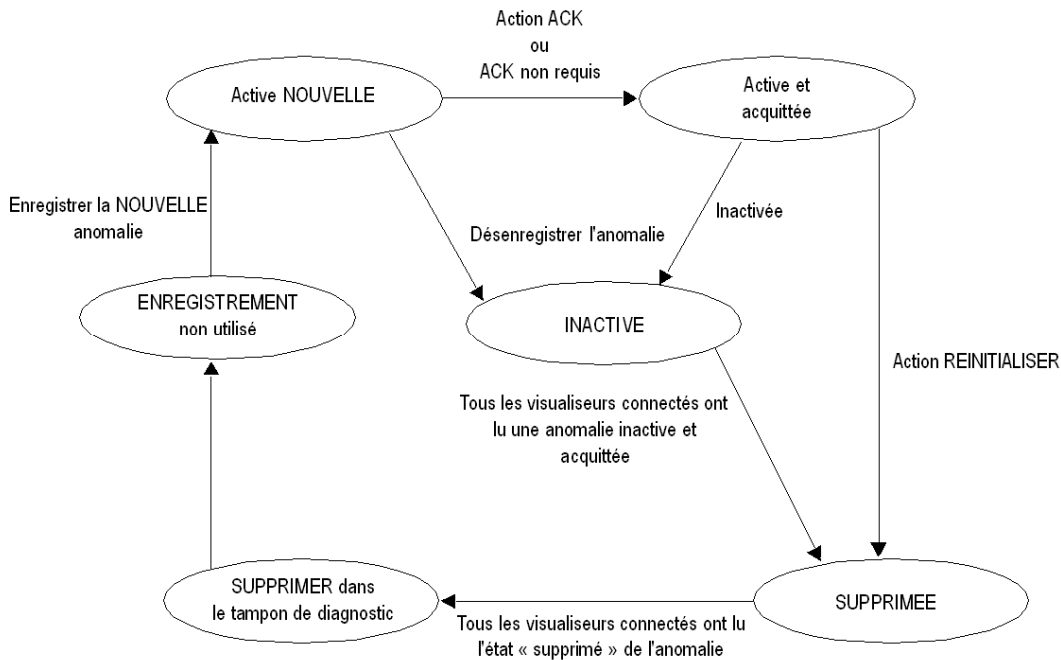 Action ACK
ou
ACK non requis
Active NOUVELLE
Active et
acquittée
Enregistrer la NOUVELLE
anomalie
Désenregistrer l'anomalie
Inactivée
ENREGISTREMENT
non utilisé
INACTIVE
Action REINITIALISER
Tous les visualiseurs connectés ont
lu une anomalie inactive et
acquittée
SUPPRIMER dans
le tampon de diagnostic
SUPPRIMEE
Tous les visualiseurs connectés ont lu
l'état « supprimé » de l'anomalie